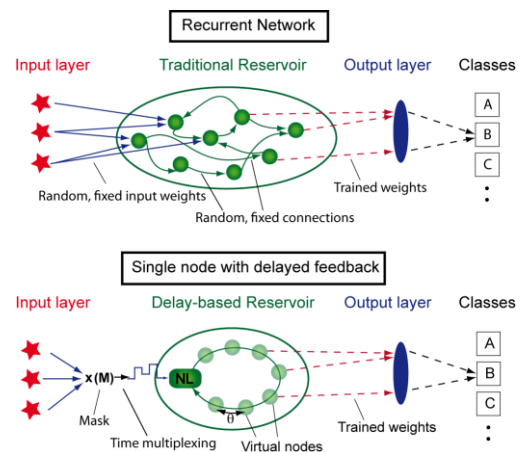 Recurrent Network
Input layer
Traditional Reservoir
Output layer
Classes
A
B
C
Random, fixed input weights
Random, fixed connections
Trained weights
Single node with delayed feedback
Input layer
Delay-based Reservoir
Output layer
Classes
A
B
C
x (M)
NL
θ
Mask
Time multiplexing
Virtual nodes
Trained weights